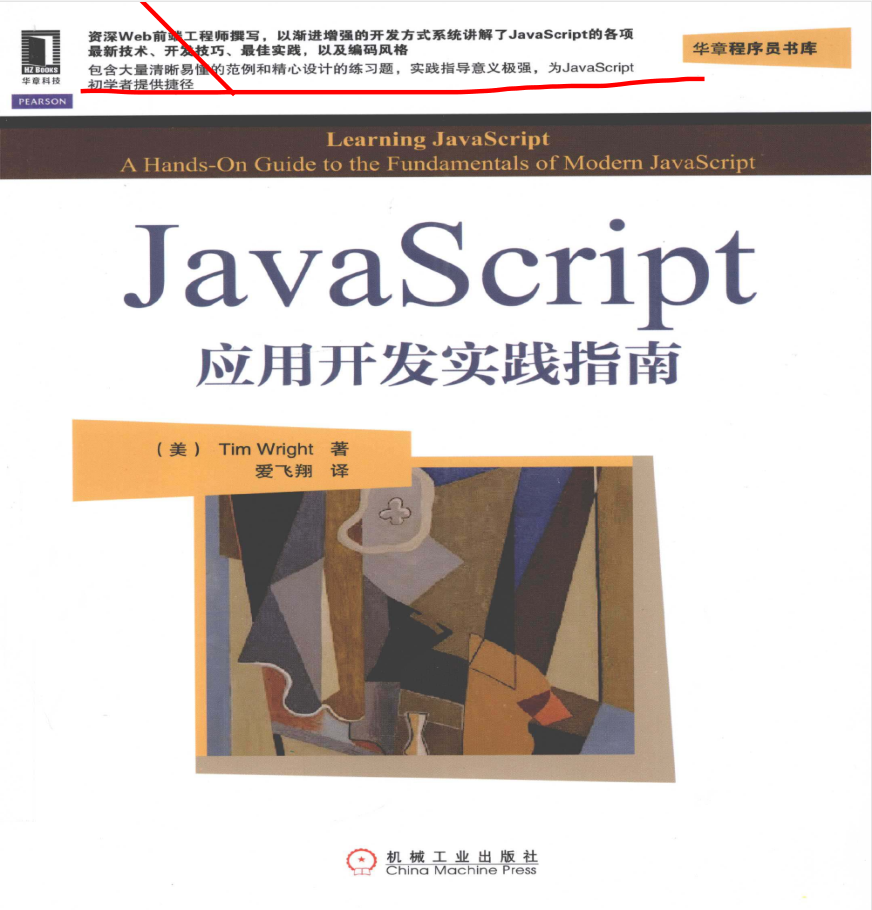 资深Web前端工程师撰写，以渐进增强的开发方式系统讲解了JavaScript的各项
最新技术、开发技巧、最佳实践，以及编码风格
包含大量清晰易懂的范例和精心设计的练习题，实践指导意义极强，为JavaScript
初学者提供捷径
HZ BOOKS
华章科技
PEARSON
华章程序员书库
Learning JavaScript
A Hands-On Guide to the Fundamentals of Modern JavaScript
JavaScript
应用开发实践指南
（美） Tim Wright 著
爱飞翔 译
机械工业出版社
China Machine Press